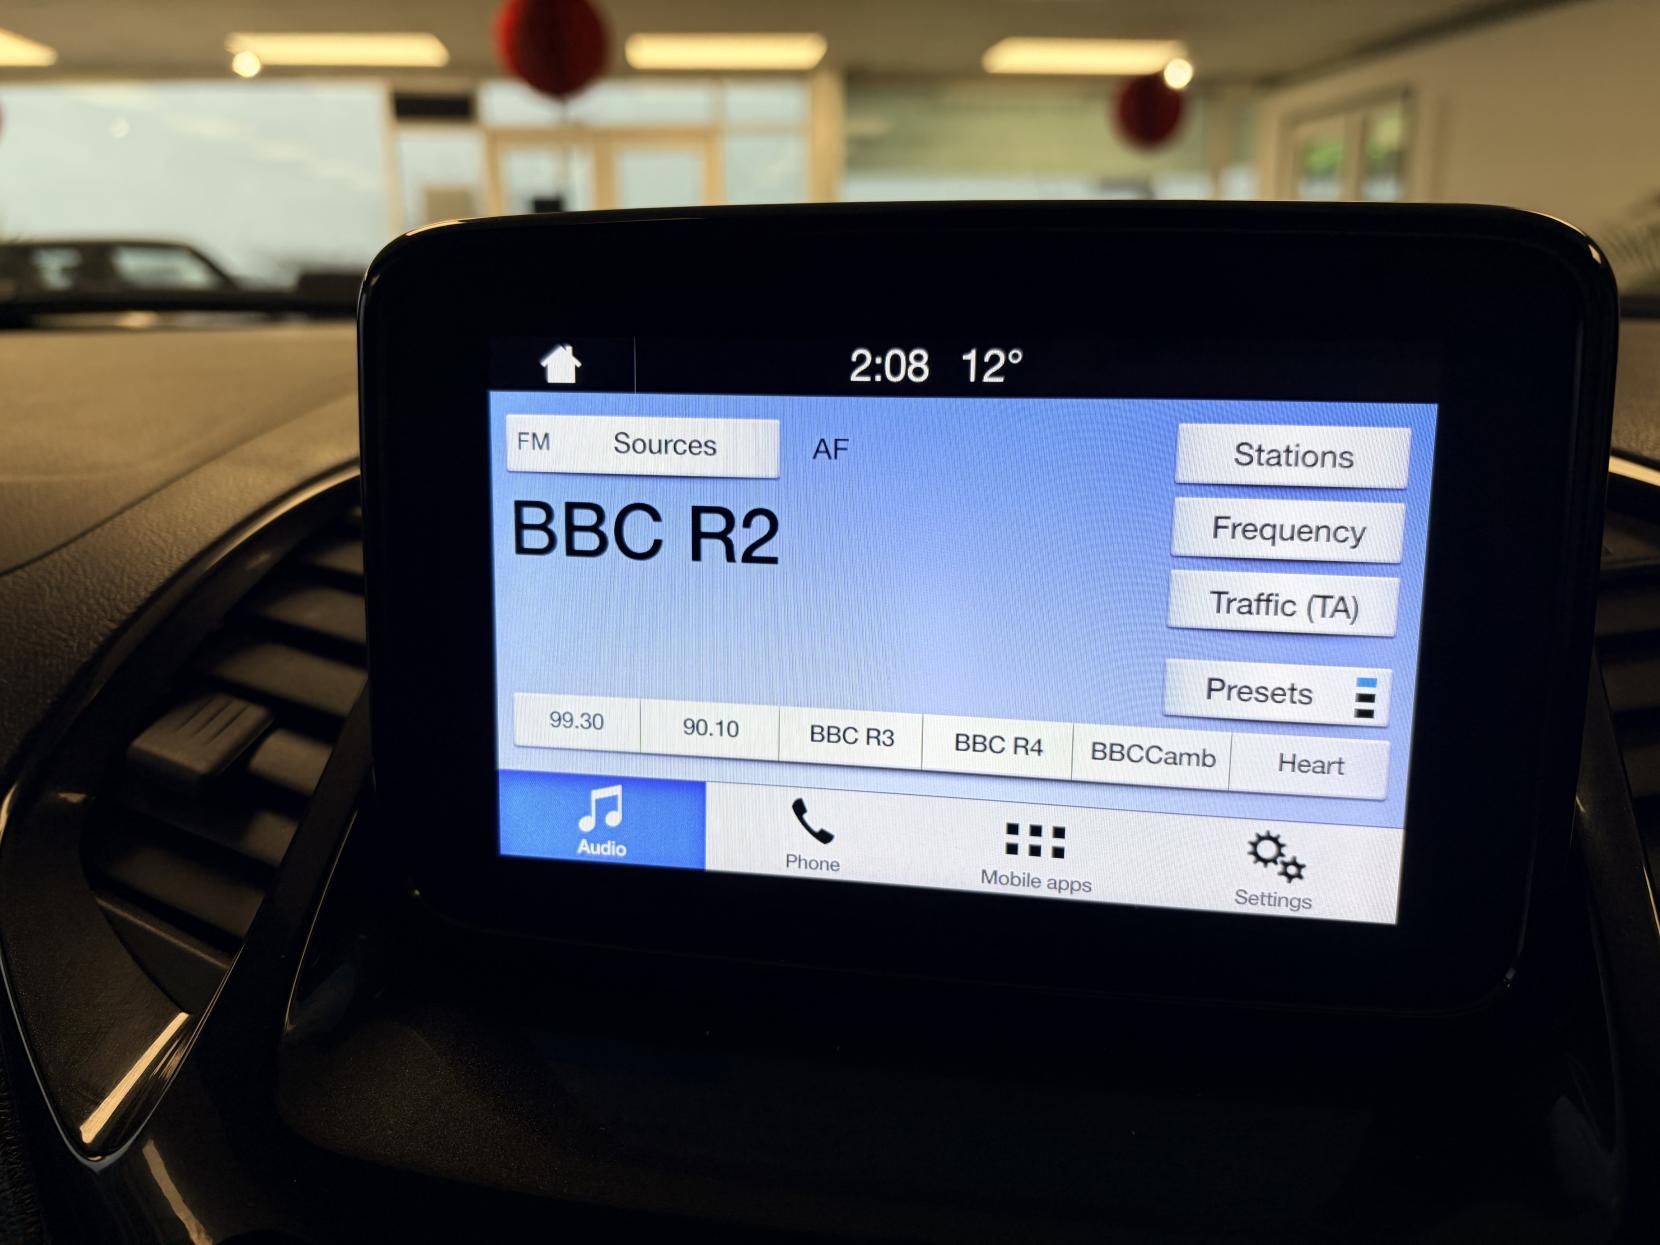 2:08 12°
FM Sources AF
Stations
BBC R2
Frequency
Traffic (TA)
Presets
99.30 90.10 BBC R3 BBC R4 BBCCamb Heart
Audio Phone Mobile apps Settings